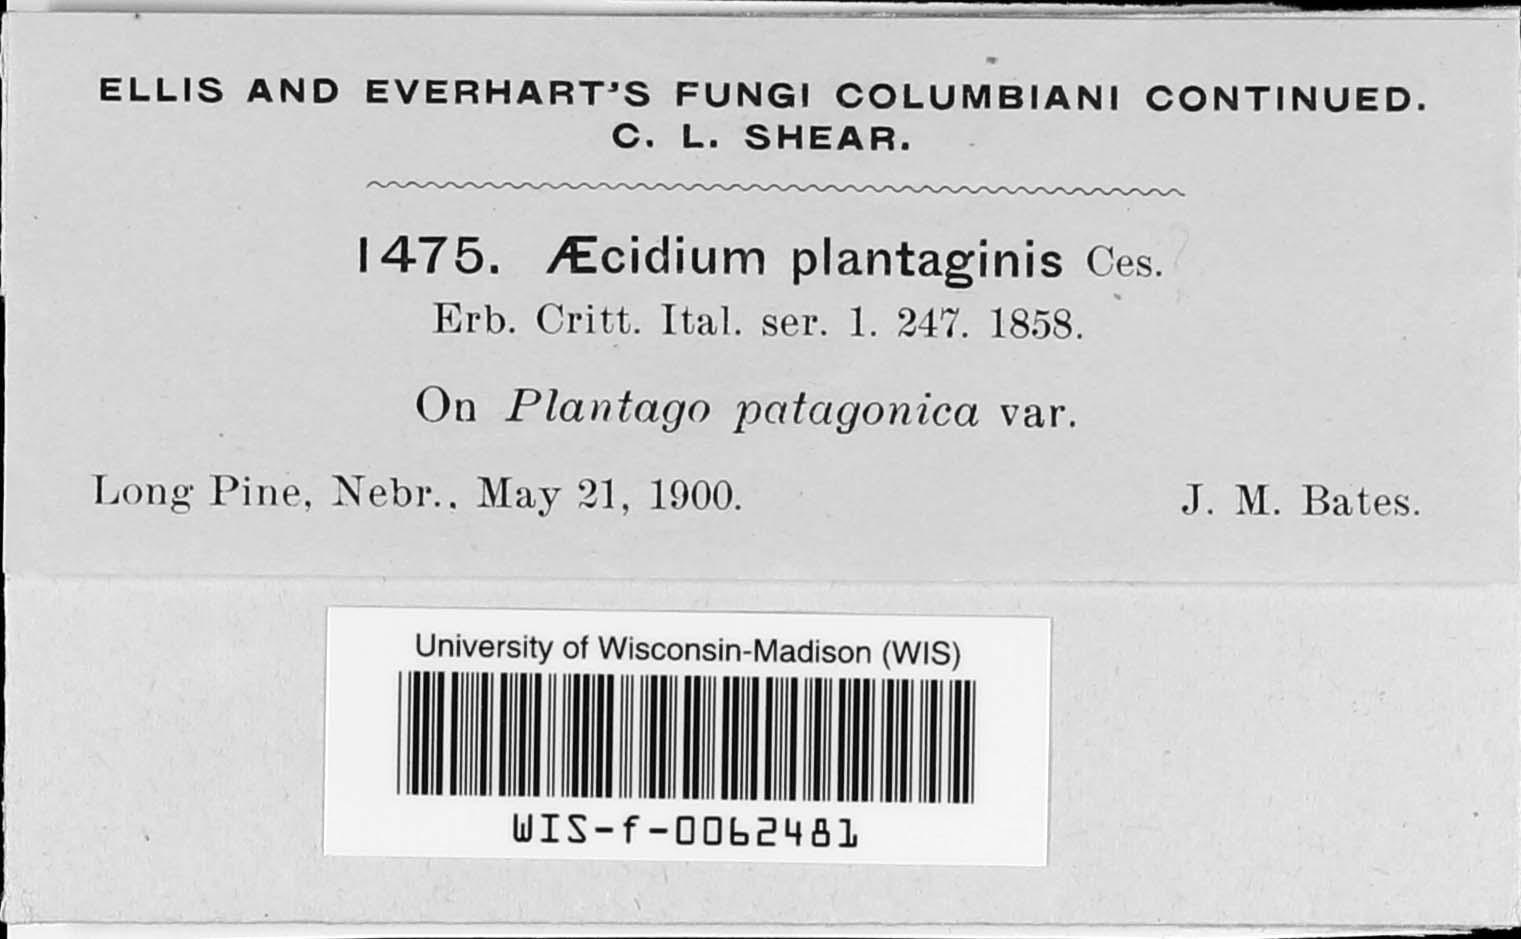 ELLIS AND EVERHART'S FUNGI COLUMBIANI CONTINUED.
C. L. SHEAR.
1475. Æcidium plantaginis Ces. ?
Erb. Critt. Ital. ser. 1. 247. 1858.
On Plantago patagonica var.
Long Pine, Nebr., May 21, 1900. J. M. Bates.
University of Wisconsin-Madison (WIS)
WIS-f-0062481